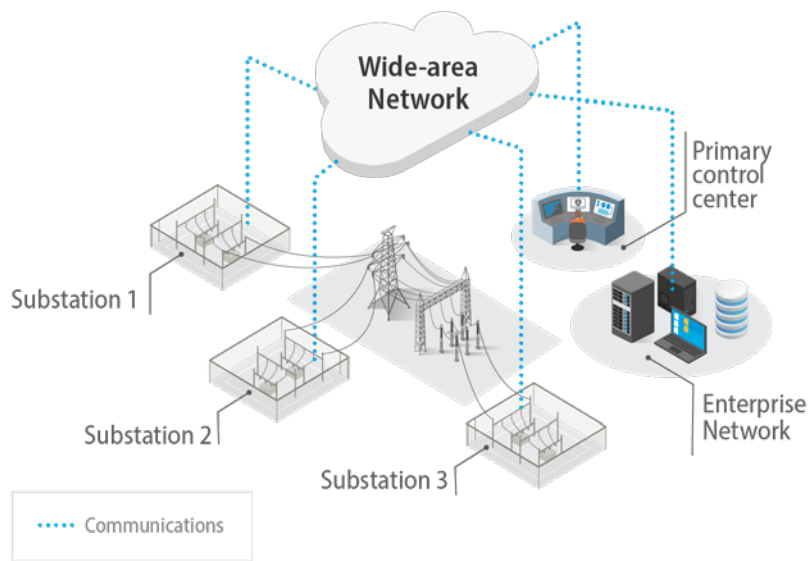 Wide-area
Network
Primary
control
center
Substation 1
Enterprise
Network
Substation 2
Substation 3
Communications